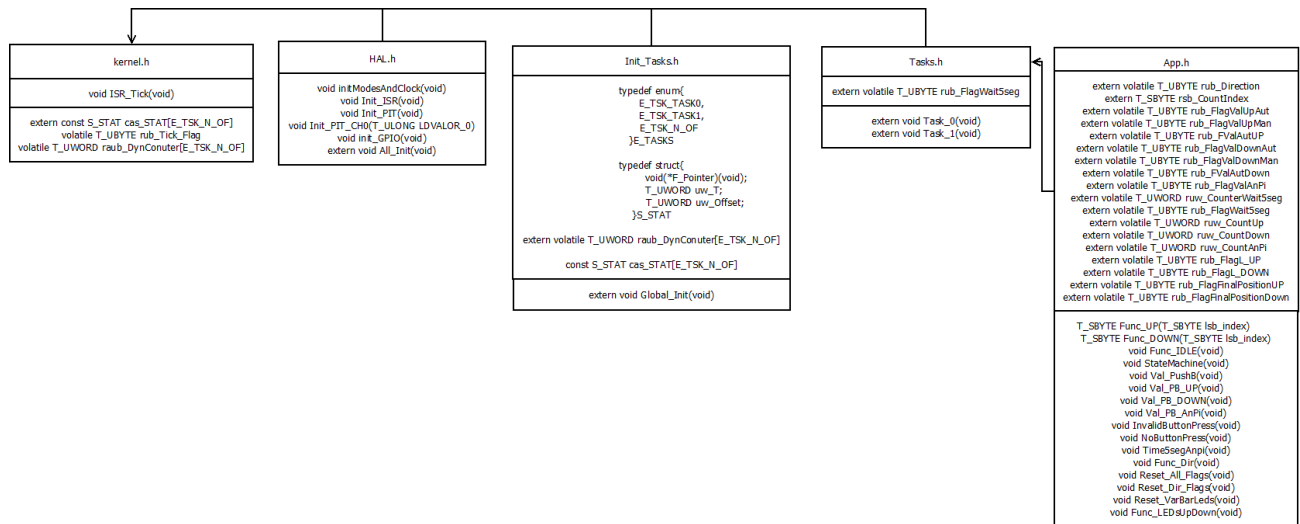 kernel.h
void ISR_Tick(void)
extern const S_STAT cas_STAT[E_TSK_N_OF]
volatile T_UBYTE rub_Tick_Flag
volatile T_UWORD raub_DynConuter[E_TSK_N_OF]
HAL.h
void initModesAndClock(void)
void Init_ISR(void)
void Init_PIT(void)
void Init_PIT_CH0(T_ULONG LDVALOR_0)
void init_GPIO(void)
extern void All_Init(void)
Init_Tasks.h
typedef enum{
E_TSK_TASK0,
E_TSK_TASK1,
E_TSK_N_OF
}E_TASKS
typedef struct{
void(*F_Pointer)(void);
T_UWORD uw_T;
T_UWORD uw_Offset;
}S_STAT
extern volatile T_UWORD raub_DynConuter[E_TSK_N_OF]
const S_STAT cas_STAT[E_TSK_N_OF]
extern void Global_Init(void)
Tasks.h
extern volatile T_UBYTE rub_FlagWait5seg
extern void Task_0(void)
extern void Task_1(void)
App.h
extern volatile T_UBYTE rub_Direction
extern T_SBYTE rsb_CountIndex
extern volatile T_UBYTE rub_FlagValUpAut
extern volatile T_UBYTE rub_FlagValUpMan
extern volatile T_UBYTE rub_FValAutUP
extern volatile T_UBYTE rub_FlagValDownAut
extern volatile T_UBYTE rub_FlagValDownMan
extern volatile T_UBYTE rub_FValAutDown
extern volatile T_UBYTE rub_FlagValAnPi
extern volatile T_UWORD ruw_CounterWait5seg
extern volatile T_UBYTE rub_FlagWait5seg
extern volatile T_UWORD ruw_CountUp
extern volatile T_UWORD ruw_CountDown
extern volatile T_UWORD ruw_CountAnPi
extern volatile T_UBYTE rub_FlagL_UP
extern volatile T_UBYTE rub_FlagL_DOWN
extern volatile T_UBYTE rub_FlagFinalPositionUP
extern volatile T_UBYTE rub_FlagFinalPositionDown
T_SBYTE Func_UP(T_SBYTE lsb_index)
T_SBYTE Func_DOWN(T_SBYTE lsb_index)
void Func_IDLE(void)
void StateMachine(void)
void Val_PushB(void)
void Val_PB_UP(void)
void Val_PB_DOWN(void)
void Val_PB_AnPi(void)
void InvalidButtonPress(void)
void NoButtonPress(void)
void Time5segAnpi(void)
void Func_Dir(void)
void Reset_All_Flags(void)
void Reset_Dir_Flags(void)
void Reset_VarBarLeds(void)
void Func_LEDsUpDown(void)